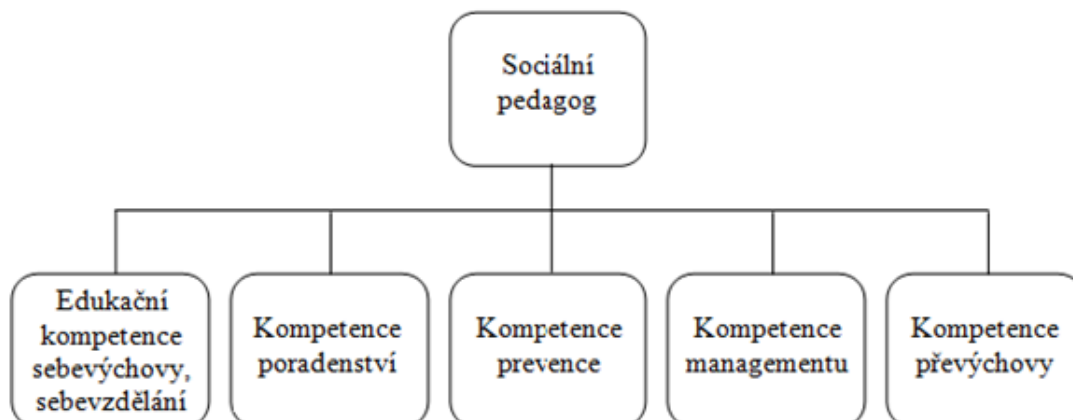 Sociální
pedagog
Edukační
kompetence
sebevýchovy,
sebevzdělání
Kompetence
poradenství
Kompetence
prevence
Kompetence
managementu
Kompetence
převýchovy